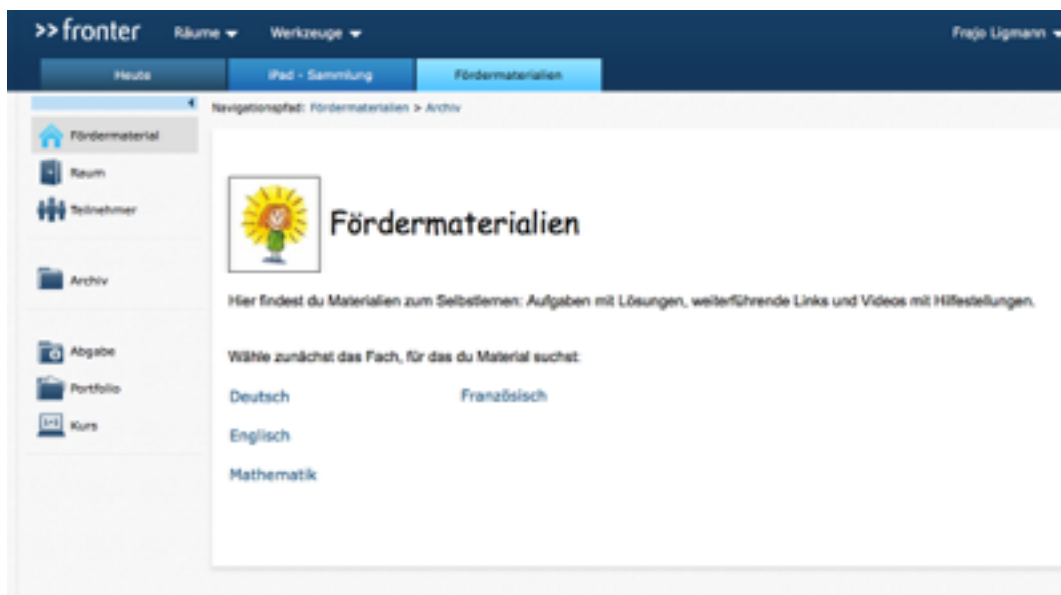 >>fronter Räume Werkzeuge Frajo Ligmann
Heute iPad - Sammlung Fördermaterialien
Navigationspfad: Fördermaterialien > Archiv
Fördermaterial
Raum
Teilnehmer
Archiv
Abgabe
Portfolio
Kurs
Fördermaterialien
Hier findest du Materialien zum Selbstlernen: Aufgaben mit Lösungen, weiterführende Links und Videos mit Hilfestellungen.
Wähle zunächst das Fach, für das du Material suchst:
Deutsch Französisch
Englisch
Mathematik